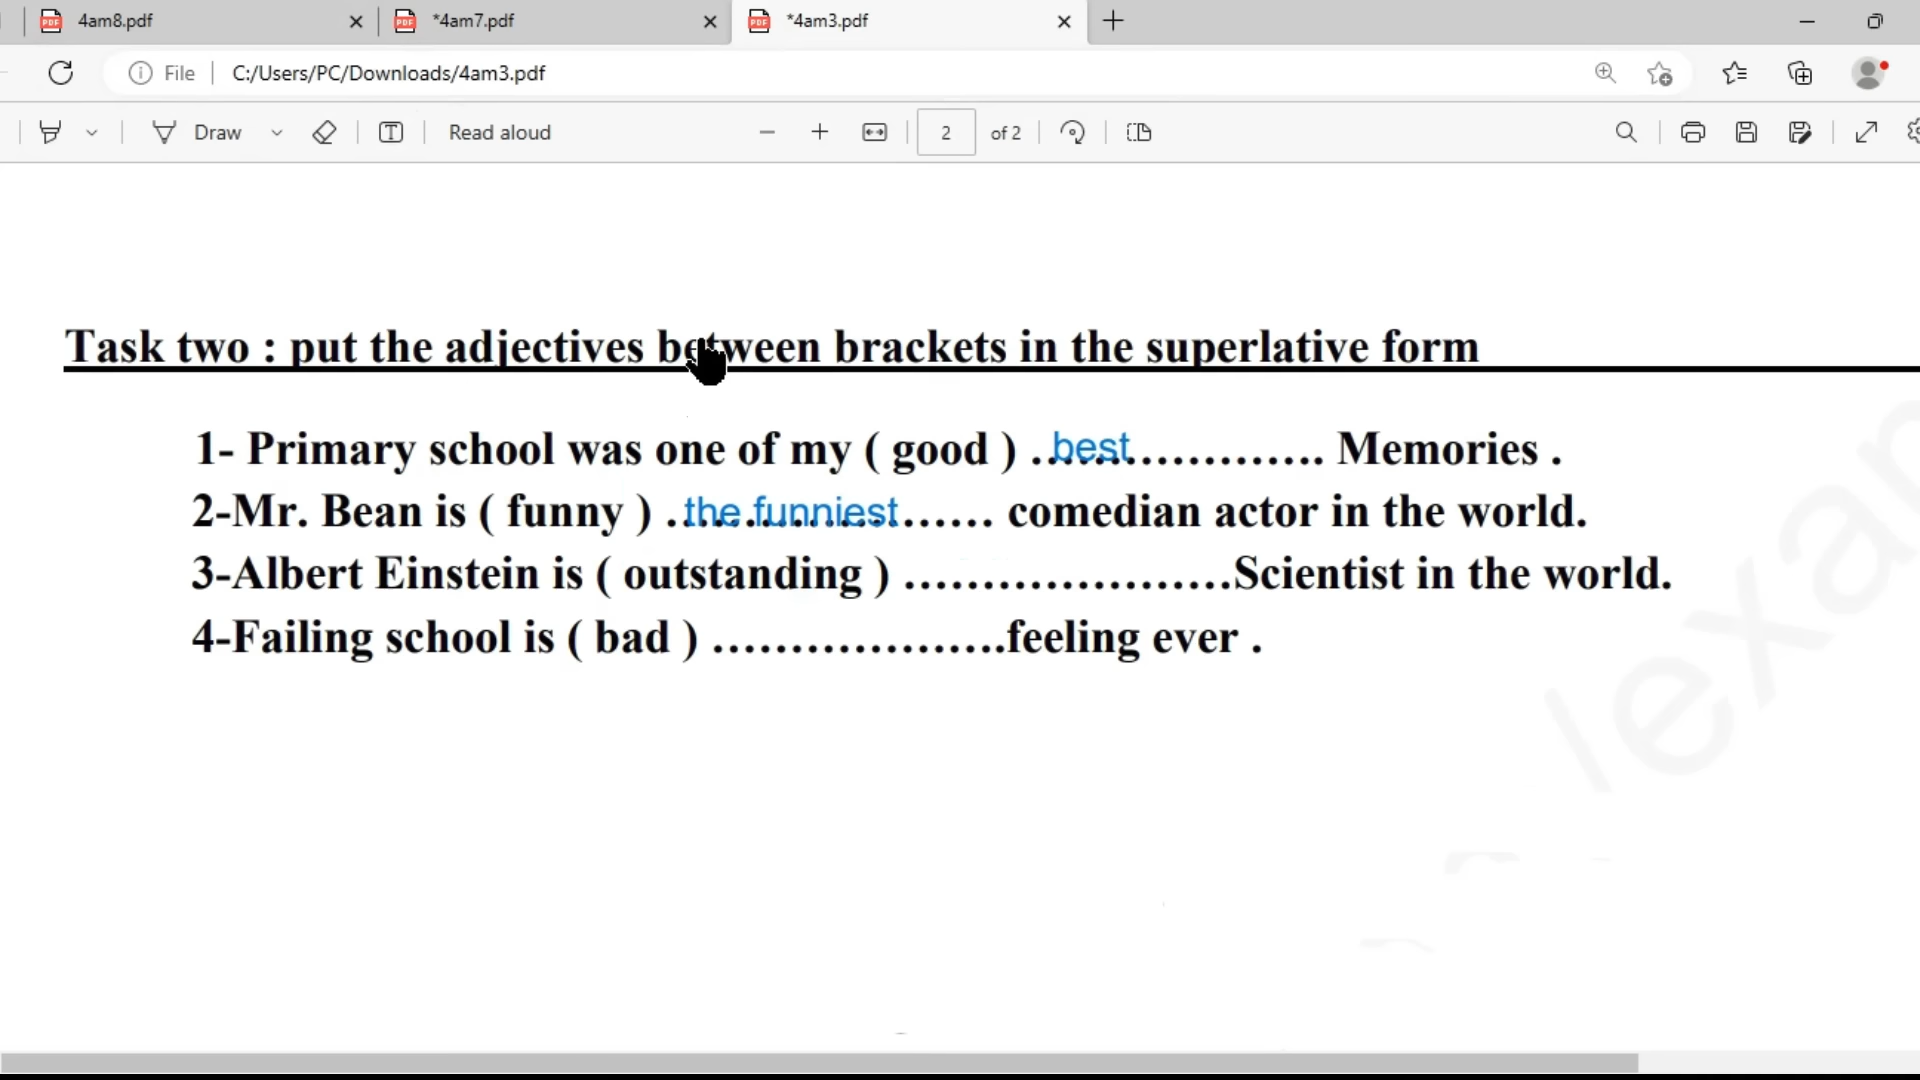 4am8.pdf *4am7.pdf *4am3.pdf
File C:/Users/PC/Downloads/4am3.pdf
Draw Read aloud 2 of 2
Task two : put the adjectives between brackets in the superlative form
1- Primary school was one of my ( good ) .best................... Memories .
2-Mr. Bean is ( funny ) .the funniest...... comedian actor in the world.
3-Albert Einstein is ( outstanding ) .....................Scientist in the world.
4-Failing school is ( bad ) ...................feeling ever .
exam